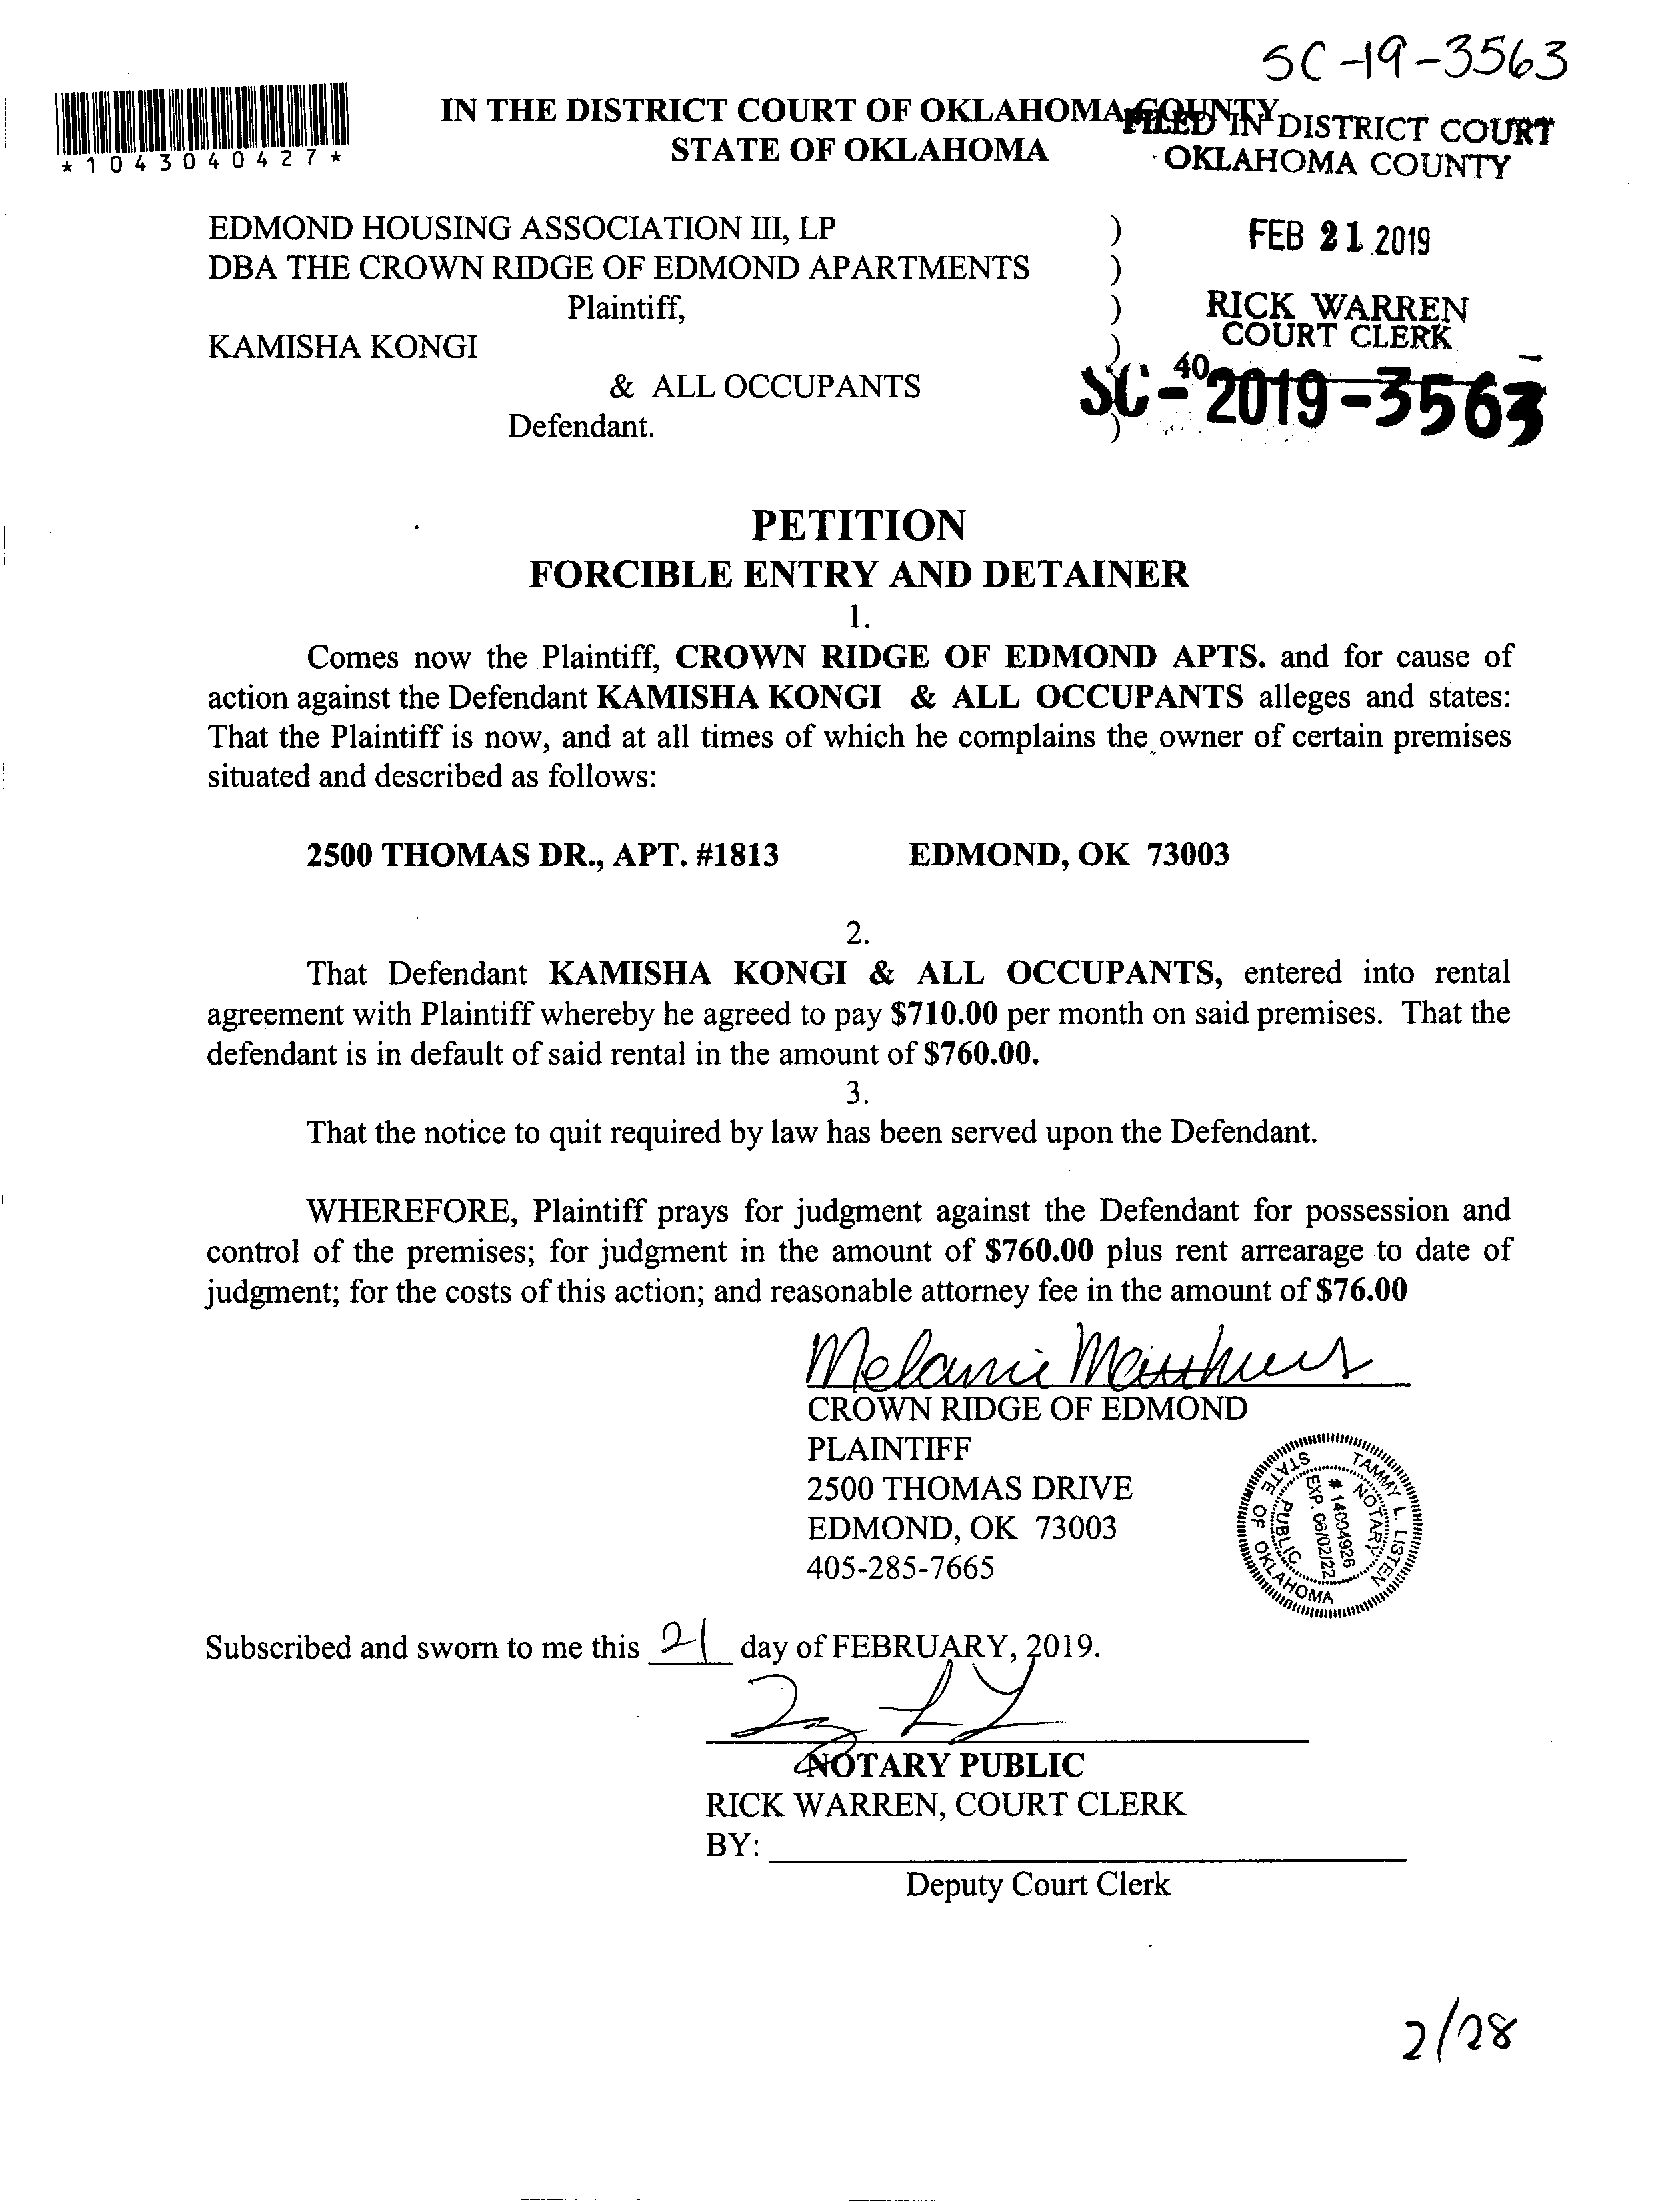 SC-19-3563
IN THE DISTRICT COURT OF OKLAHOMA COUNTY
STATE OF OKLAHOMA
FILED IN DISTRICT COURT
OKLAHOMA COUNTY
*1043040427*
EDMOND HOUSING ASSOCIATION III, LP )
DBA THE CROWN RIDGE OF EDMOND APARTMENTS )
Plaintiff, )
KAMISHA KONGI )
& ALL OCCUPANTS
Defendant. )
FEB 21 2019
RICK WARREN
COURT CLERK
40
SC-2019-3563
PETITION
FORCIBLE ENTRY AND DETAINER
1.
Comes now the Plaintiff, CROWN RIDGE OF EDMOND APTS. and for cause of
action against the Defendant KAMISHA KONGI & ALL OCCUPANTS alleges and states:
That the Plaintiff is now, and at all times of which he complains the owner of certain premises
situated and described as follows:
2500 THOMAS DR., APT. #1813 EDMOND, OK 73003
2.
That Defendant KAMISHA KONGI & ALL OCCUPANTS, entered into rental
agreement with Plaintiff whereby he agreed to pay $710.00 per month on said premises. That the
defendant is in default of said rental in the amount of $760.00.
3.
That the notice to quit required by law has been served upon the Defendant.
WHEREFORE, Plaintiff prays for judgment against the Defendant for possession and
control of the premises; for judgment in the amount of $760.00 plus rent arrearage to date of
judgment; for the costs of this action; and reasonable attorney fee in the amount of $76.00
Melanie Matthews
CROWN RIDGE OF EDMOND
PLAINTIFF
2500 THOMAS DRIVE
EDMOND, OK 73003
405-285-7665
TAMMY L. LISTEN
NOTARY
# 14004926
EXP. 06/02/22
PUBLIC
STATE OF OKLAHOMA
Subscribed and sworn to me this 21 day of FEBRUARY, 2019.
NOTARY PUBLIC
RICK WARREN, COURT CLERK
BY:
Deputy Court Clerk
2/28